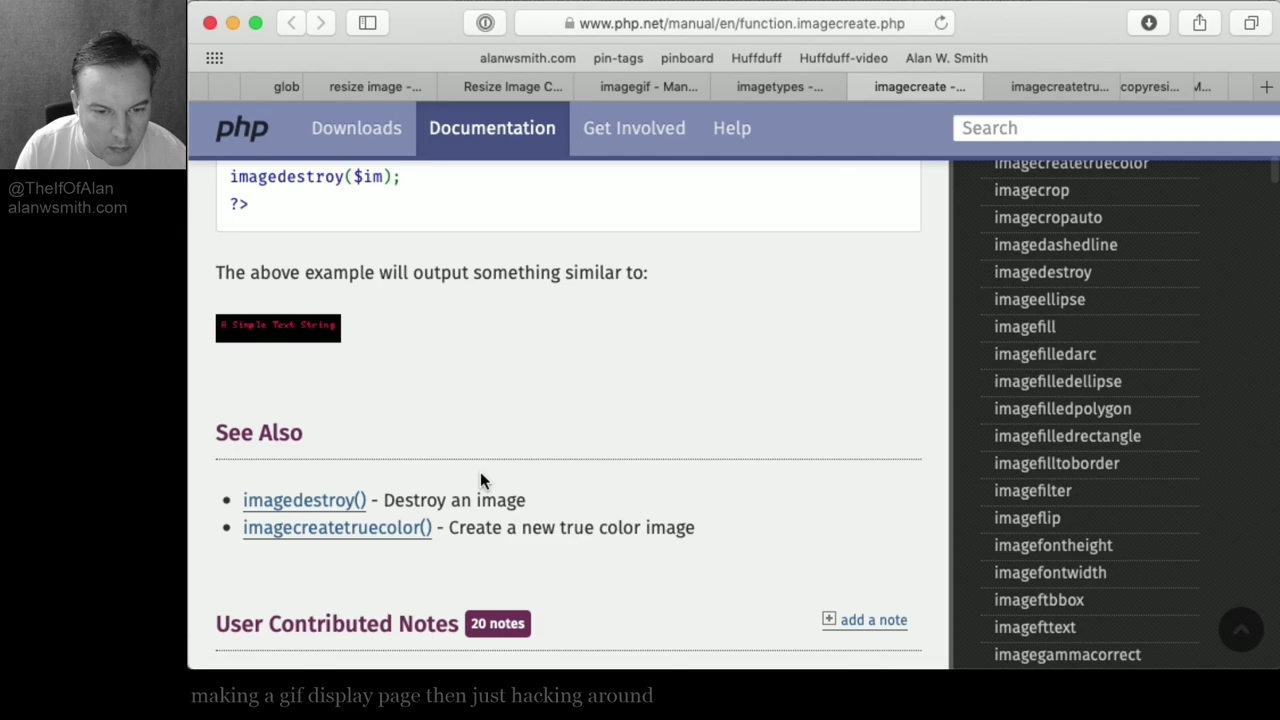 www.php.net/manual/en/function.imagecreate.php
alanwsmith.com pin-tags pinboard Huffduff Huffduff-video Alan W. Smith
glob resize image -... Resize Image C... imagegif - Man... imagetypes -... imagecreate -... imagecreatetru... copyresi... M...
php Downloads Documentation Get Involved Help Search
@TheIfOfAlan
alanwsmith.com
imagedestroy($im);
?>
The above example will output something similar to:
A Simple Text String
See Also
• imagedestroy() - Destroy an image
• imagecreatetruecolor() - Create a new true color image
User Contributed Notes 20 notes
add a note
imagecreatetruecolor
imagecrop
imagecropauto
imagedashedline
imagedestroy
imageellipse
imagefill
imagefilledarc
imagefilledellipse
imagefilledpolygon
imagefilledrectangle
imagefilltoborder
imagefilter
imageflip
imagefontheight
imagefontwidth
imageftbbox
imagefttext
imagegammacorrect
making a gif display page then just hacking around